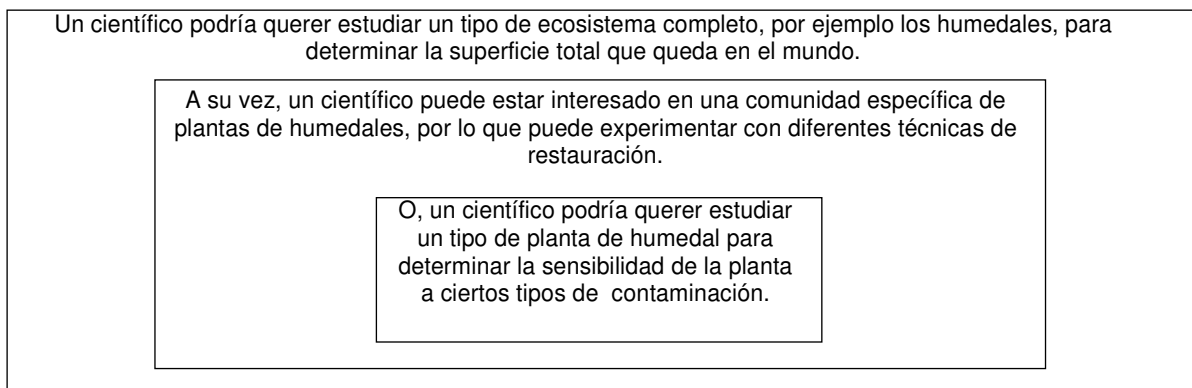 Un científico podría querer estudiar un tipo de ecosistema completo, por ejemplo los humedales, para
determinar la superficie total que queda en el mundo.
A su vez, un científico puede estar interesado en una comunidad específica de
plantas de humedales, por lo que puede experimentar con diferentes técnicas de
restauración.
O, un científico podría querer estudiar
un tipo de planta de humedal para
determinar la sensibilidad de la planta
a ciertos tipos de contaminación.